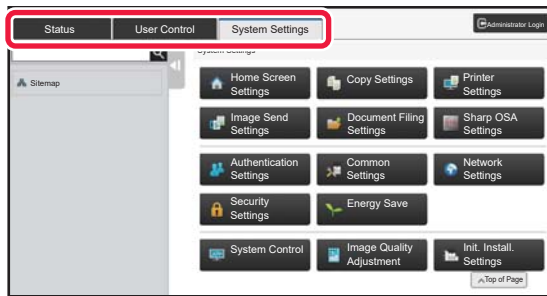 Status User Control System Settings Administrator Login
System Settings
Sitemap
Home Screen Settings
Copy Settings
Printer Settings
Image Send Settings
Document Filing Settings
Sharp OSA Settings
Authentication Settings
Common Settings
Network Settings
Security Settings
Energy Save
System Control
Image Quality Adjustment
Init. Install. Settings
Top of Page